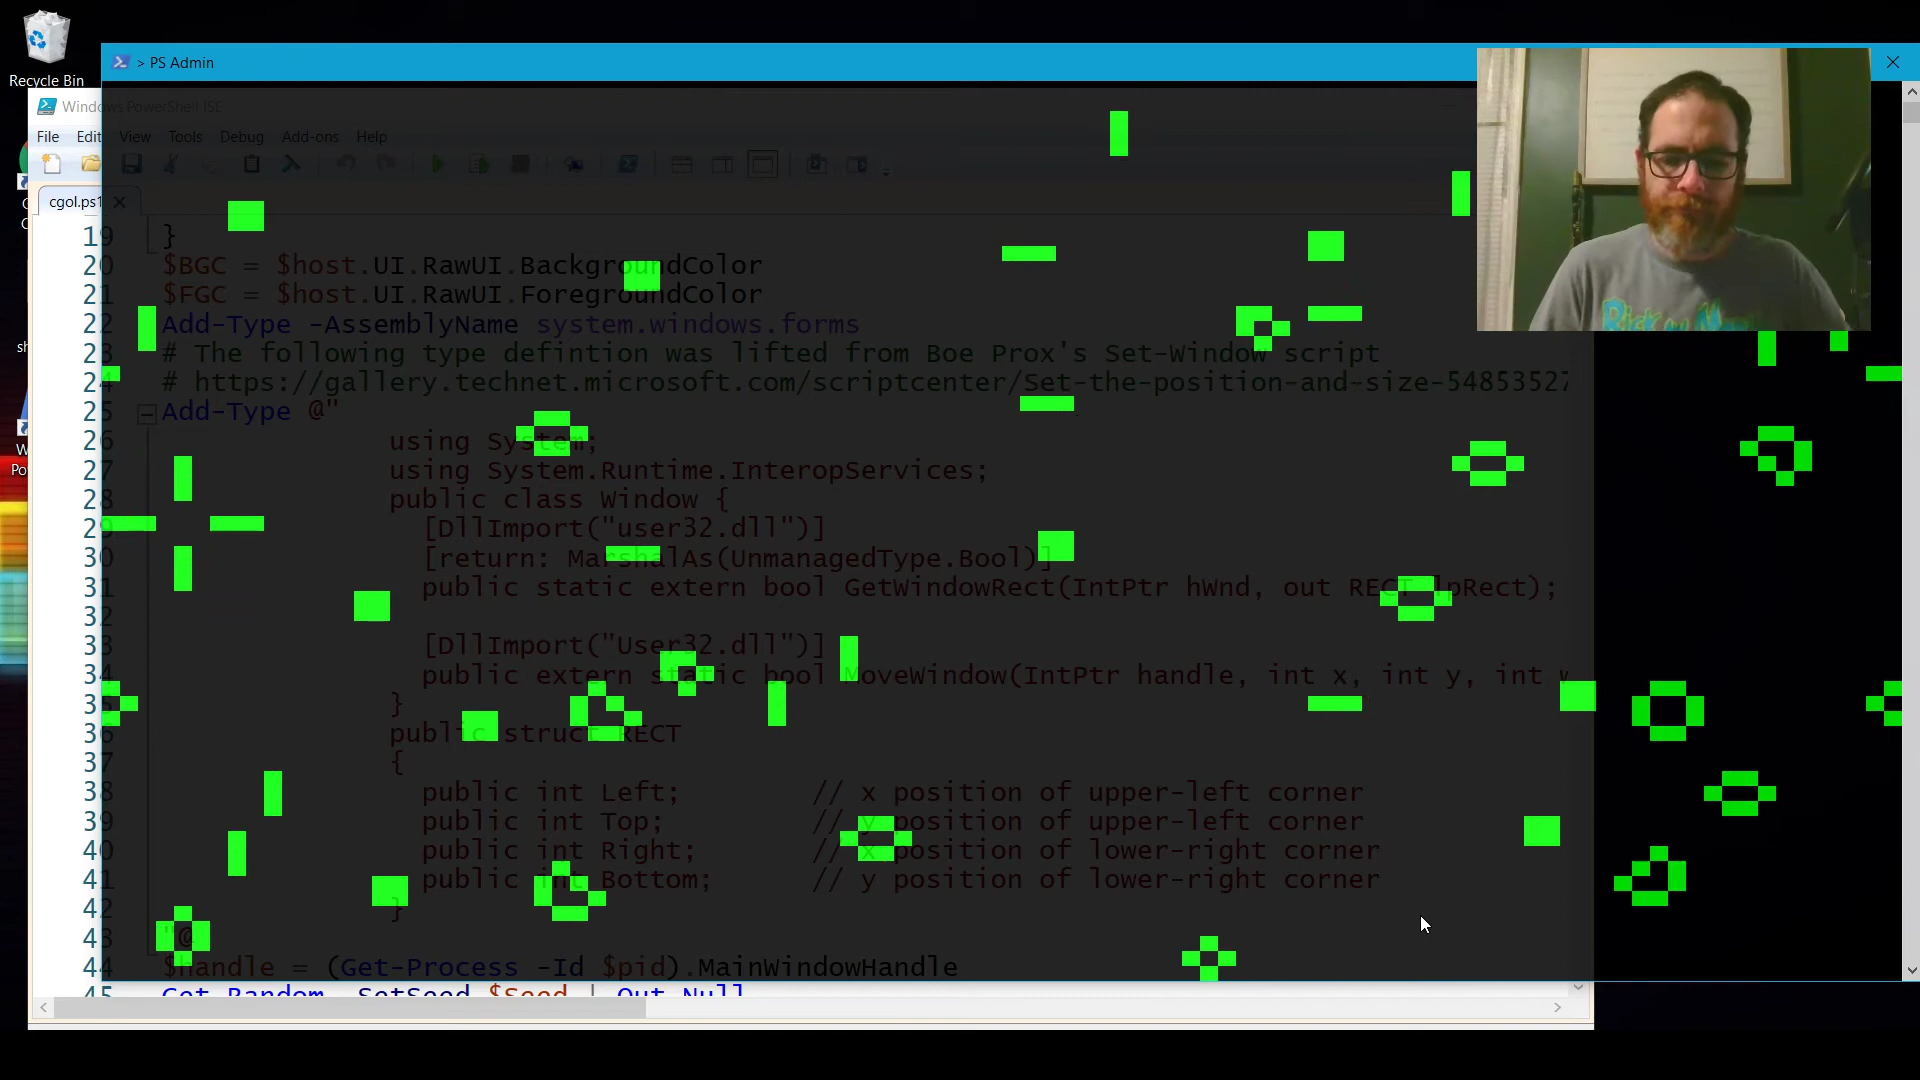 Recycle Bin
> PS Admin
Windows PowerShell ISE
File Edit View Tools Debug Add-ons Help
cgol.ps1
19 }
20 $BGC = $host.UI.RawUI.BackgroundColor
21 $FGC = $host.UI.RawUI.ForegroundColor
22 Add-Type -AssemblyName system.windows.forms
23 # The following type defintion was lifted from Boe Prox's Set-Window script
24 # https://gallery.technet.microsoft.com/scriptcenter/Set-the-position-and-size-54853527
25 Add-Type @"
26 using System;
27 using System.Runtime.InteropServices;
28 public class Window {
29 [DllImport("user32.dll")]
30 [return: MarshalAs(UnmanagedType.Bool)]
31 public static extern bool GetWindowRect(IntPtr hWnd, out RECT lpRect);
32
33 [DllImport("User32.dll")]
34 public extern static bool MoveWindow(IntPtr handle, int x, int y, int w
35 }
36 public struct RECT
37 {
38 public int Left; // x position of upper-left corner
39 public int Top; // y position of upper-left corner
40 public int Right; // x position of lower-right corner
41 public int Bottom; // y position of lower-right corner
42 }
43 "@
44 $handle = (Get-Process -Id $pid).MainWindowHandle
45 Get-Random -SetSeed $Seed | Out-Null